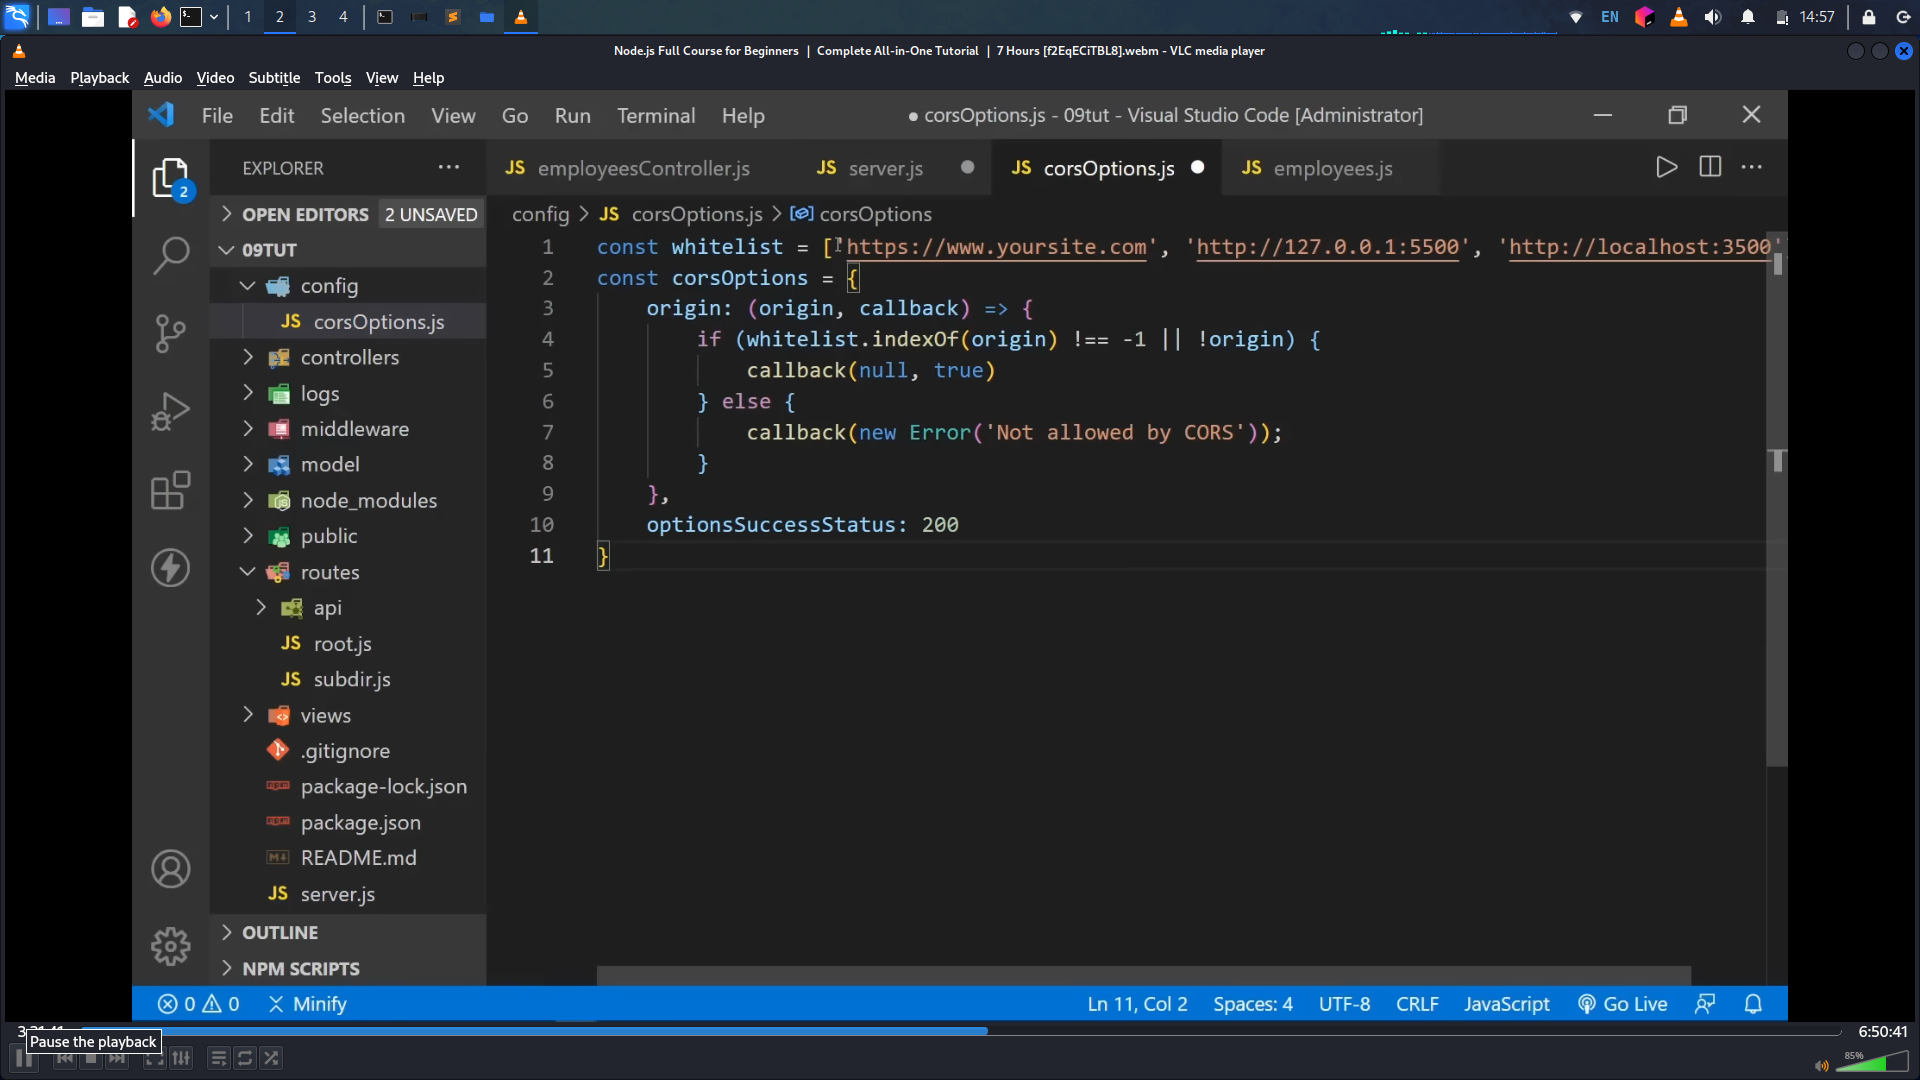 1 2 3 4 EN 14:57
Node.js Full Course for Beginners | Complete All-in-One Tutorial | 7 Hours [f2EqECiTBL8].webm - VLC media player
Media Playback Audio Video Subtitle Tools View Help
File Edit Selection View Go Run Terminal Help ● corsOptions.js - 09tut - Visual Studio Code [Administrator]
2
EXPLORER ···
JS employeesController.js JS server.js ● JS corsOptions.js ● JS employees.js ···
OPEN EDITORS 2 UNSAVED
config > JS corsOptions.js > corsOptions
09TUT
config
JS corsOptions.js
controllers
logs
middleware
model
node_modules
public
routes
api
JS root.js
JS subdir.js
views
.gitignore
package-lock.json
package.json
README.md
JS server.js
OUTLINE
NPM SCRIPTS
1 const whitelist = ['https://www.yoursite.com', 'http://127.0.0.1:5500', 'http://localhost:3500'
2 const corsOptions = {
3 origin: (origin, callback) => {
4 if (whitelist.indexOf(origin) !== -1 || !origin) {
5 callback(null, true)
6 } else {
7 callback(new Error('Not allowed by CORS'));
8 }
9 },
10 optionsSuccessStatus: 200
11 }
0 0 Minify Ln 11, Col 2 Spaces: 4 UTF-8 CRLF JavaScript Go Live
6:50:41
Pause the playback
85%